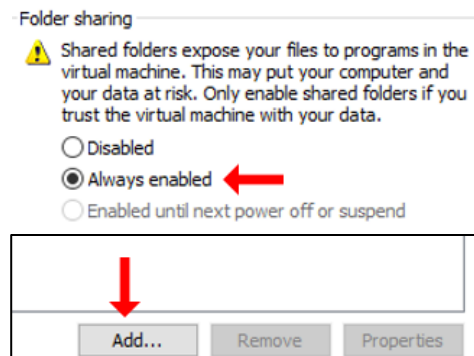 Folder sharing
Shared folders expose your files to programs in the
virtual machine. This may put your computer and
your data at risk. Only enable shared folders if you
trust the virtual machine with your data.
Disabled
Always enabled
Enabled until next power off or suspend
Add... Remove Properties